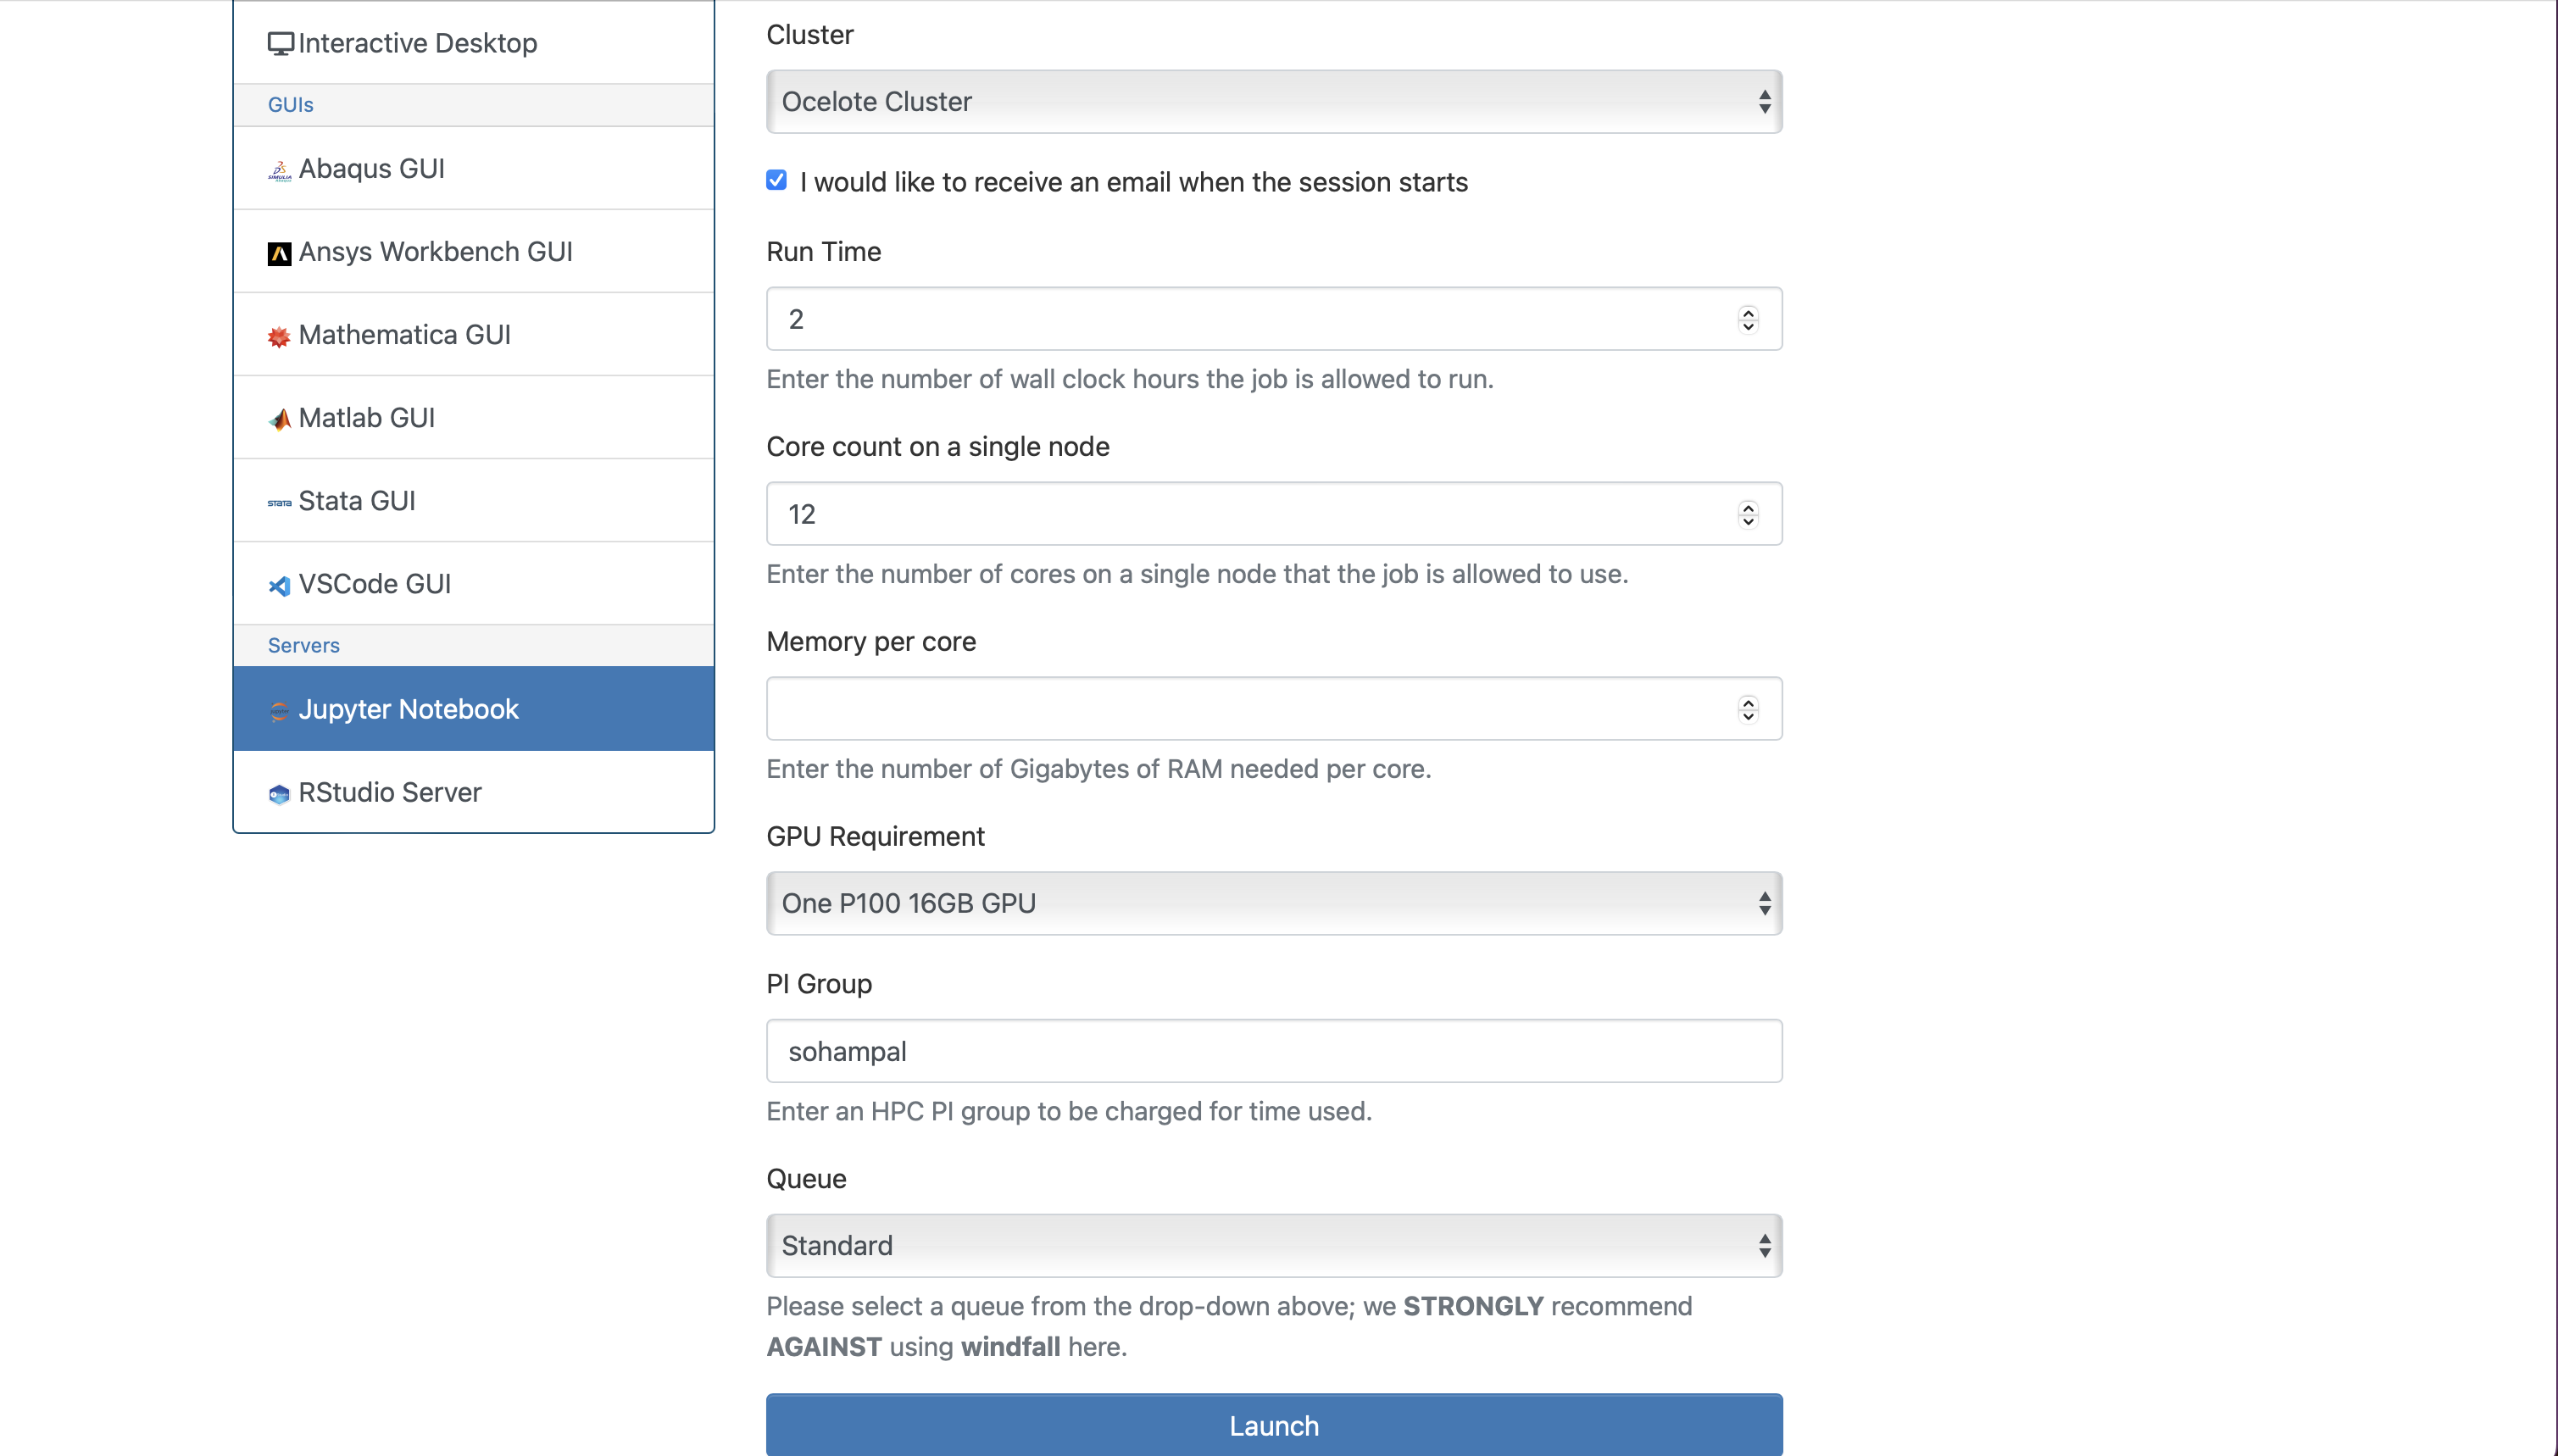 Interactive Desktop
GUIs
Abaqus GUI
Ansys Workbench GUI
Mathematica GUI
Matlab GUI
STATA Stata GUI
VSCode GUI
Servers
Jupyter Notebook
RStudio Server
Cluster
Ocelote Cluster
I would like to receive an email when the session starts
Run Time
2
Enter the number of wall clock hours the job is allowed to run.
Core count on a single node
12
Enter the number of cores on a single node that the job is allowed to use.
Memory per core
Enter the number of Gigabytes of RAM needed per core.
GPU Requirement
One P100 16GB GPU
PI Group
sohampal
Enter an HPC PI group to be charged for time used.
Queue
Standard
Please select a queue from the drop-down above; we STRONGLY recommend
AGAINST using windfall here.
Launch